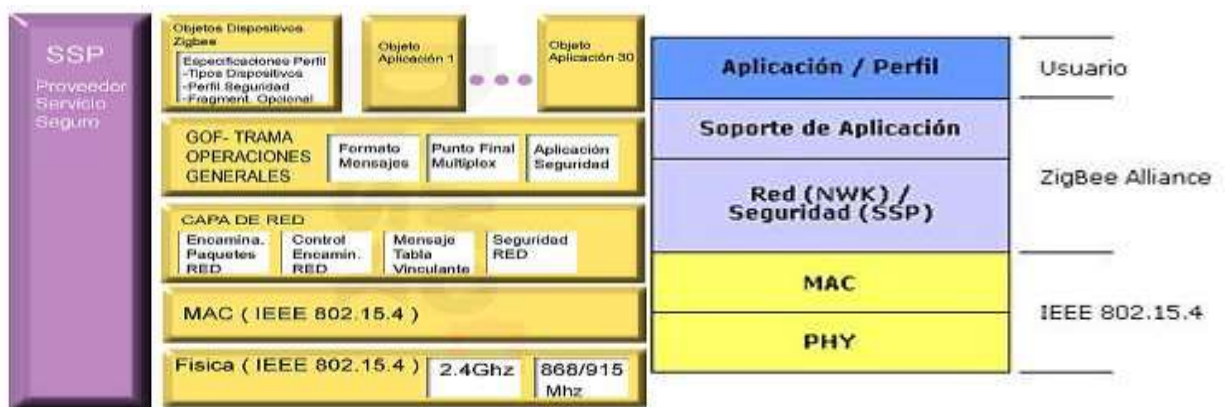 SSP
Proveedor
Servicio
Seguro
Objetos Dispositivos
Zigbee
Especificaciones Perfil
-Tipos Dispositivos
-Perfil Seguridad
-Fragment. Opcional
Objeto
Aplicación 1
Objeto
Aplicación 30
GOF- TRAMA
OPERACIONES
GENERALES
Formato
Mensajes
Punto Final
Multiplex
Aplicación
Seguridad
CAPA DE RED
Encamina.
Paquetes
RED
Control
Encamin.
RED
Mensaje
Tabla
Vinculante
Seguridad
RED
MAC ( IEEE 802.15.4 )
Fisica ( IEEE 802.15.4 )
2.4Ghz
868/915
Mhz
Aplicación / Perfil
Soporte de Aplicación
Red (NWK) /
Seguridad (SSP)
MAC
PHY
Usuario
ZigBee Alliance
IEEE 802.15.4